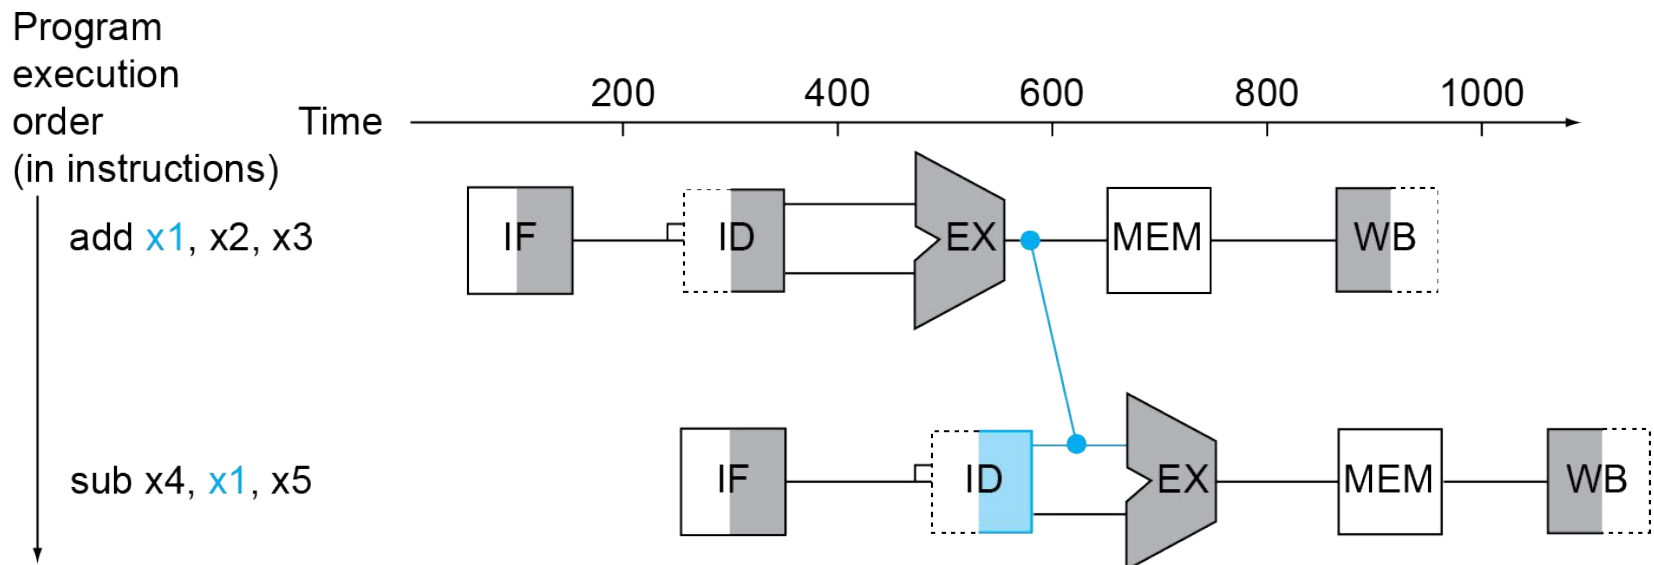 Program
execution
order
(in instructions)
Time
200 400 600 800 1000
add x1, x2, x3
IF ID EX MEM WB
sub x4, x1, x5
IF ID EX MEM WB